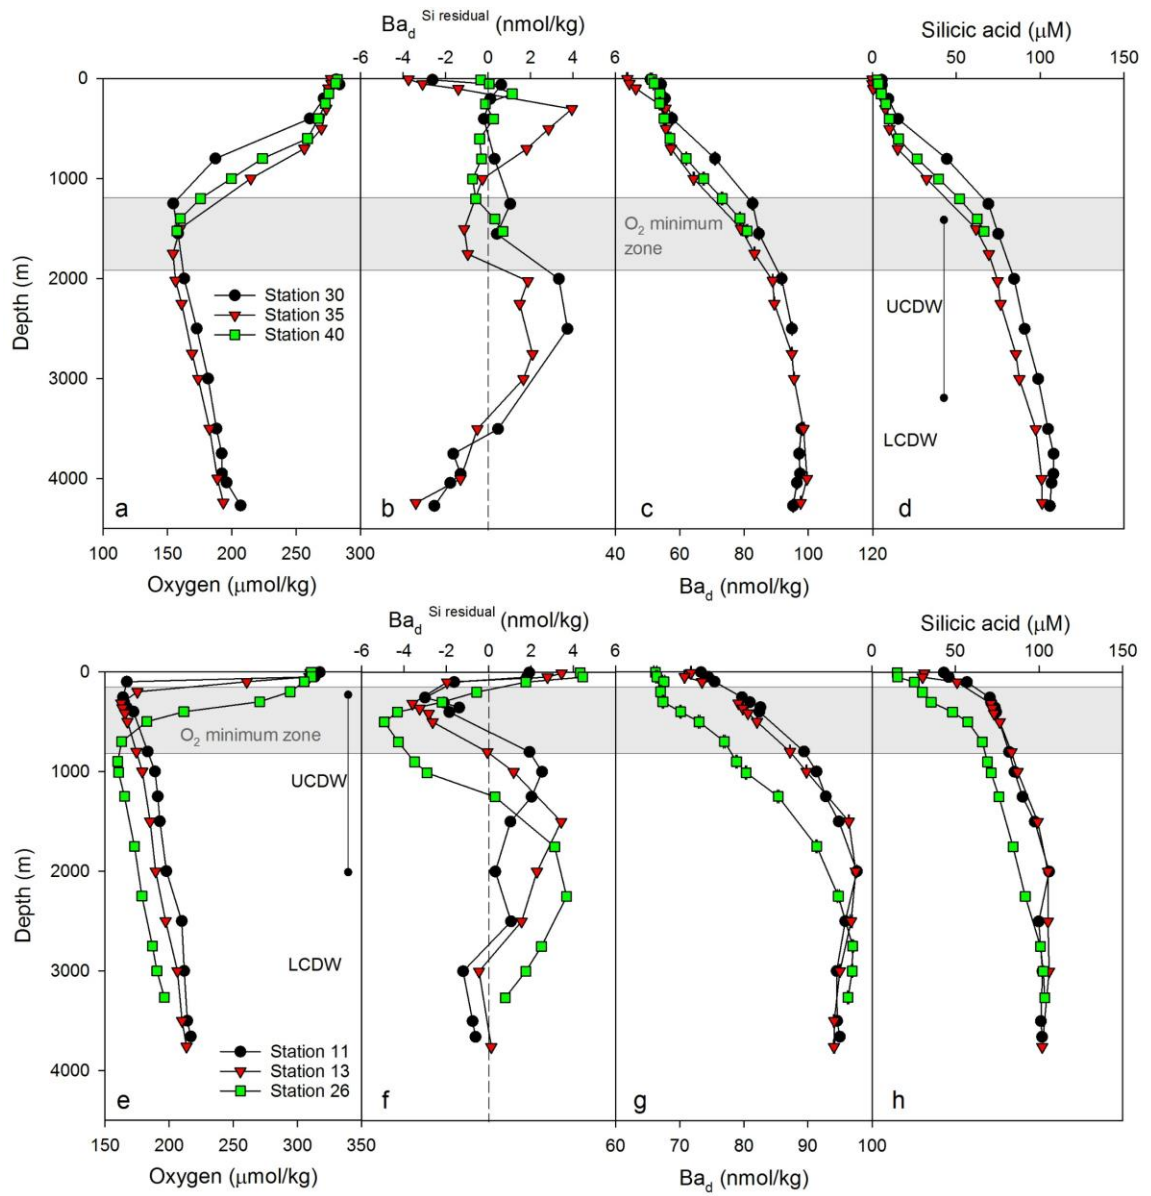 Ba_d ^Si residual (nmol/kg)
Silicic acid (μM)
-6 -4 -2 0 2 4 6
0 50 100 150
0
1000
2000
3000
4000
Depth (m)
O₂ minimum
zone
Station 30
Station 35
Station 40
UCDW
LCDW
a
b
c
d
100 150 200 250 300
40 60 80 100 120
Oxygen (μmol/kg)
Ba_d (nmol/kg)
Ba_d ^Si residual (nmol/kg)
Silicic acid (μM)
-6 -4 -2 0 2 4 6
0 50 100 150
0
1000
2000
3000
4000
Depth (m)
O₂ minimum zone
UCDW
LCDW
Station 11
Station 13
Station 26
e
f
g
h
150 200 250 300 350
60 70 80 90 100
Oxygen (μmol/kg)
Ba_d (nmol/kg)